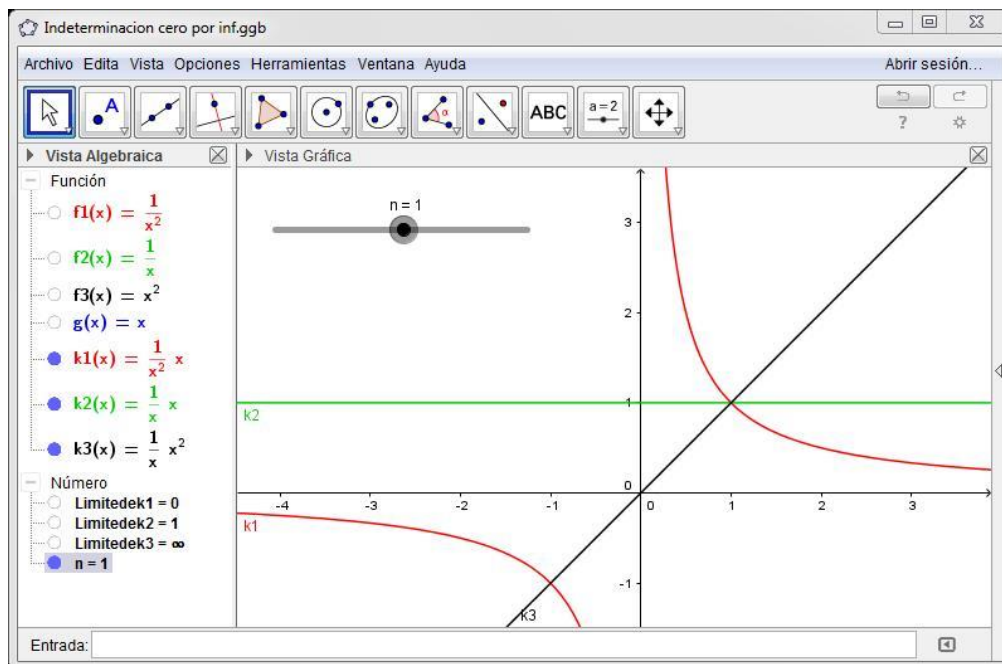 Indeterminacion cero por inf.ggb
Archivo Edita Vista Opciones Herramientas Ventana Ayuda Abrir sesión...
A α ABC a=2 ?
Vista Algebraica
Vista Gráfica
Función
f1(x) = 1/x²
f2(x) = 1/x
f3(x) = x²
g(x) = x
k1(x) = 1/x² x
k2(x) = 1/x x
k3(x) = 1/x x²
Número
Limitedek1 = 0
Limitedek2 = 1
Limitedek3 = ∞
n = 1
n = 1
3
2
1
k2
0
-4 -3 -2 -1 0 1 2 3
k1
-1
k3
Entrada: